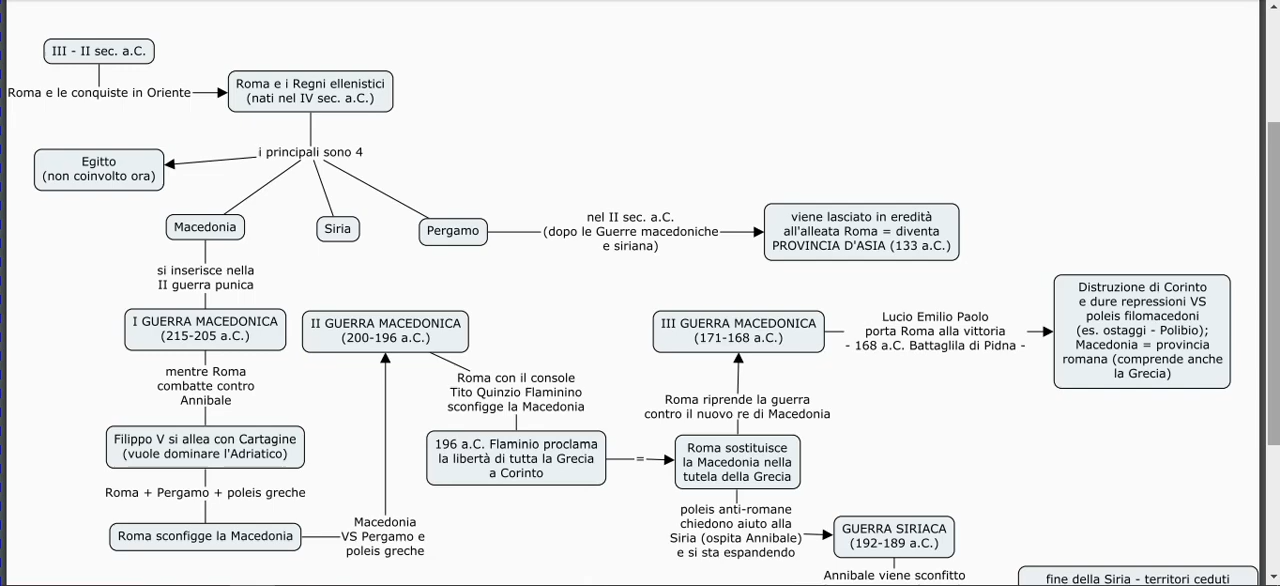 III - II sec. a.C.
Roma e le conquiste in Oriente
Roma e i Regni ellenistici
(nati nel IV sec. a.C.)
i principali sono 4
Egitto
(non coinvolto ora)
Macedonia
Siria
Pergamo
nel II sec. a.C.
(dopo le Guerre macedoniche
e siriana)
viene lasciato in eredità
all'alleata Roma = diventa
PROVINCIA D'ASIA (133 a.C.)
si inserisce nella
II guerra punica
I GUERRA MACEDONICA
(215-205 a.C.)
mentre Roma
combatte contro
Annibale
Filippo V si allea con Cartagine
(vuole dominare l'Adriatico)
Roma + Pergamo + poleis greche
Roma sconfigge la Macedonia
Macedonia
VS Pergamo e
poleis greche
II GUERRA MACEDONICA
(200-196 a.C.)
Roma con il console
Tito Quinzio Flaminino
sconfigge la Macedonia
196 a.C. Flaminio proclama
la libertà di tutta la Grecia
a Corinto
=
Roma sostituisce
la Macedonia nella
tutela della Grecia
Roma riprende la guerra
contro il nuovo re di Macedonia
III GUERRA MACEDONICA
(171-168 a.C.)
Lucio Emilio Paolo
porta Roma alla vittoria
- 168 a.C. Battaglila di Pidna -
Distruzione di Corinto
e dure repressioni VS
poleis filomacedoni
(es. ostaggi - Polibio);
Macedonia = provincia
romana (comprende anche
la Grecia)
poleis anti-romane
chiedono aiuto alla
Siria (ospita Annibale)
e si sta espandendo
GUERRA SIRIACA
(192-189 a.C.)
Annibale viene sconfitto
fine della Siria - territori ceduti